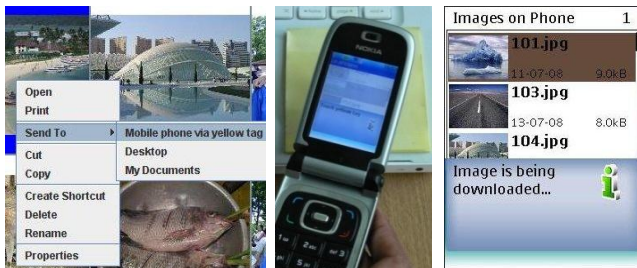 Open
Print
Send To
Mobile phone via yellow tag
Desktop
My Documents
Cut
Copy
Create Shortcut
Delete
Rename
Properties
NOKIA
Images on Phone 1
101.jpg
11-07-08 9.0kB
103.jpg
13-07-08 8.0kB
104.jpg
Image is being
downloaded...